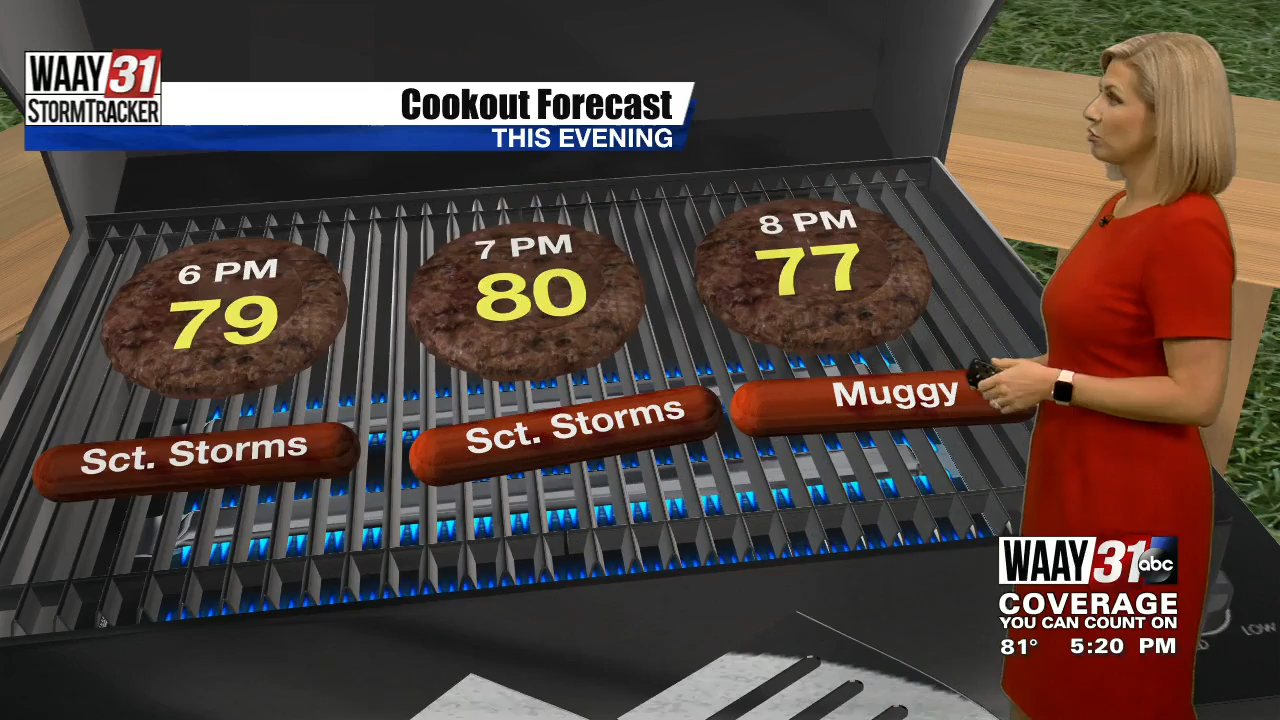 WAAY 31
STORMTRACKER
Cookout Forecast
THIS EVENING
6 PM
79
7 PM
80
8 PM
77
Sct. Storms
Sct. Storms
Muggy
WAAY 31 abc
COVERAGE
YOU CAN COUNT ON
81° 5:20 PM
LOW